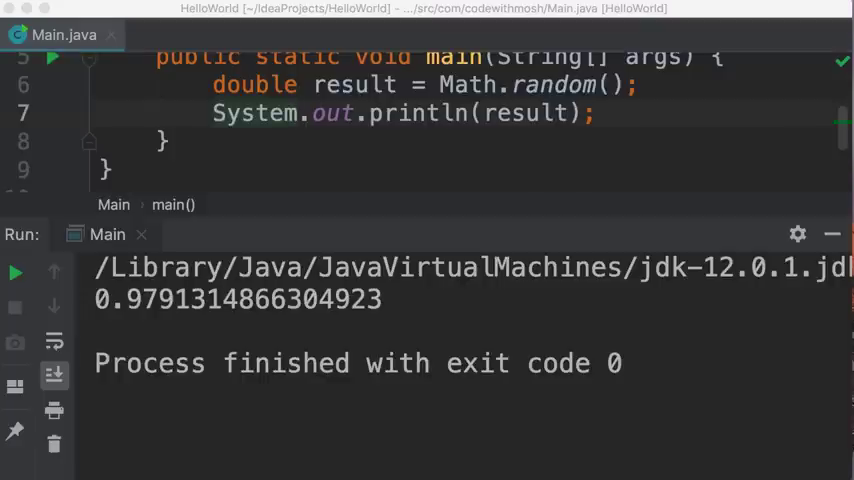 HelloWorld [~/IdeaProjects/HelloWorld] - .../src/com/codewithmosh/Main.java [HelloWorld]
Main.java
5 public static void main(String[] args) {
6 double result = Math.random();
7 System.out.println(result);
8 }
9 }
Main › main()
Run: Main
/Library/Java/JavaVirtualMachines/jdk-12.0.1.jd
0.9791314866304923
Process finished with exit code 0